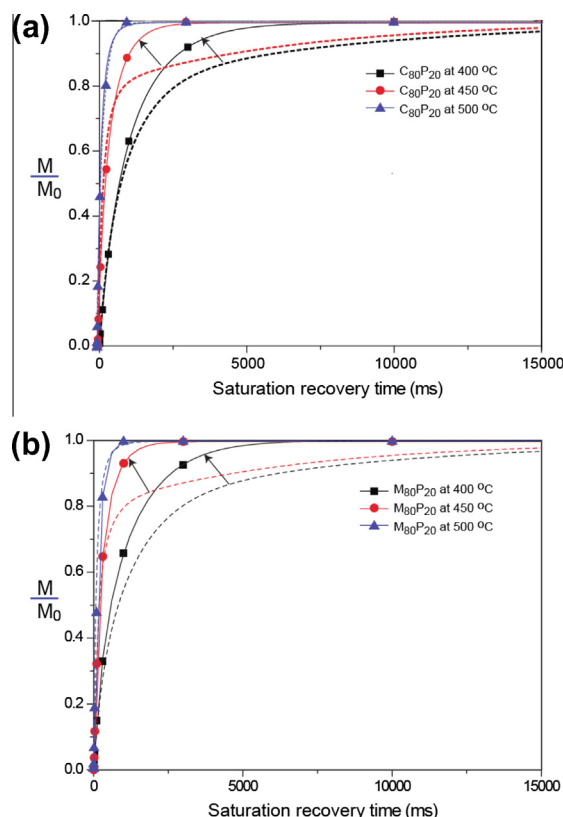 (a)
1.0
0.8
0.6
0.4
0.2
0.0
M
M₀
C₈₀P₂₀ at 400 ºC
C₈₀P₂₀ at 450 ºC
C₈₀P₂₀ at 500 ºC
0 5000 10000 15000
Saturation recovery time (ms)
(b)
1.0
0.8
0.6
0.4
0.2
0.0
M
M₀
M₈₀P₂₀ at 400 ºC
M₈₀P₂₀ at 450 ºC
M₈₀P₂₀ at 500 ºC
0 5000 10000 15000
Saturation recovery time (ms)